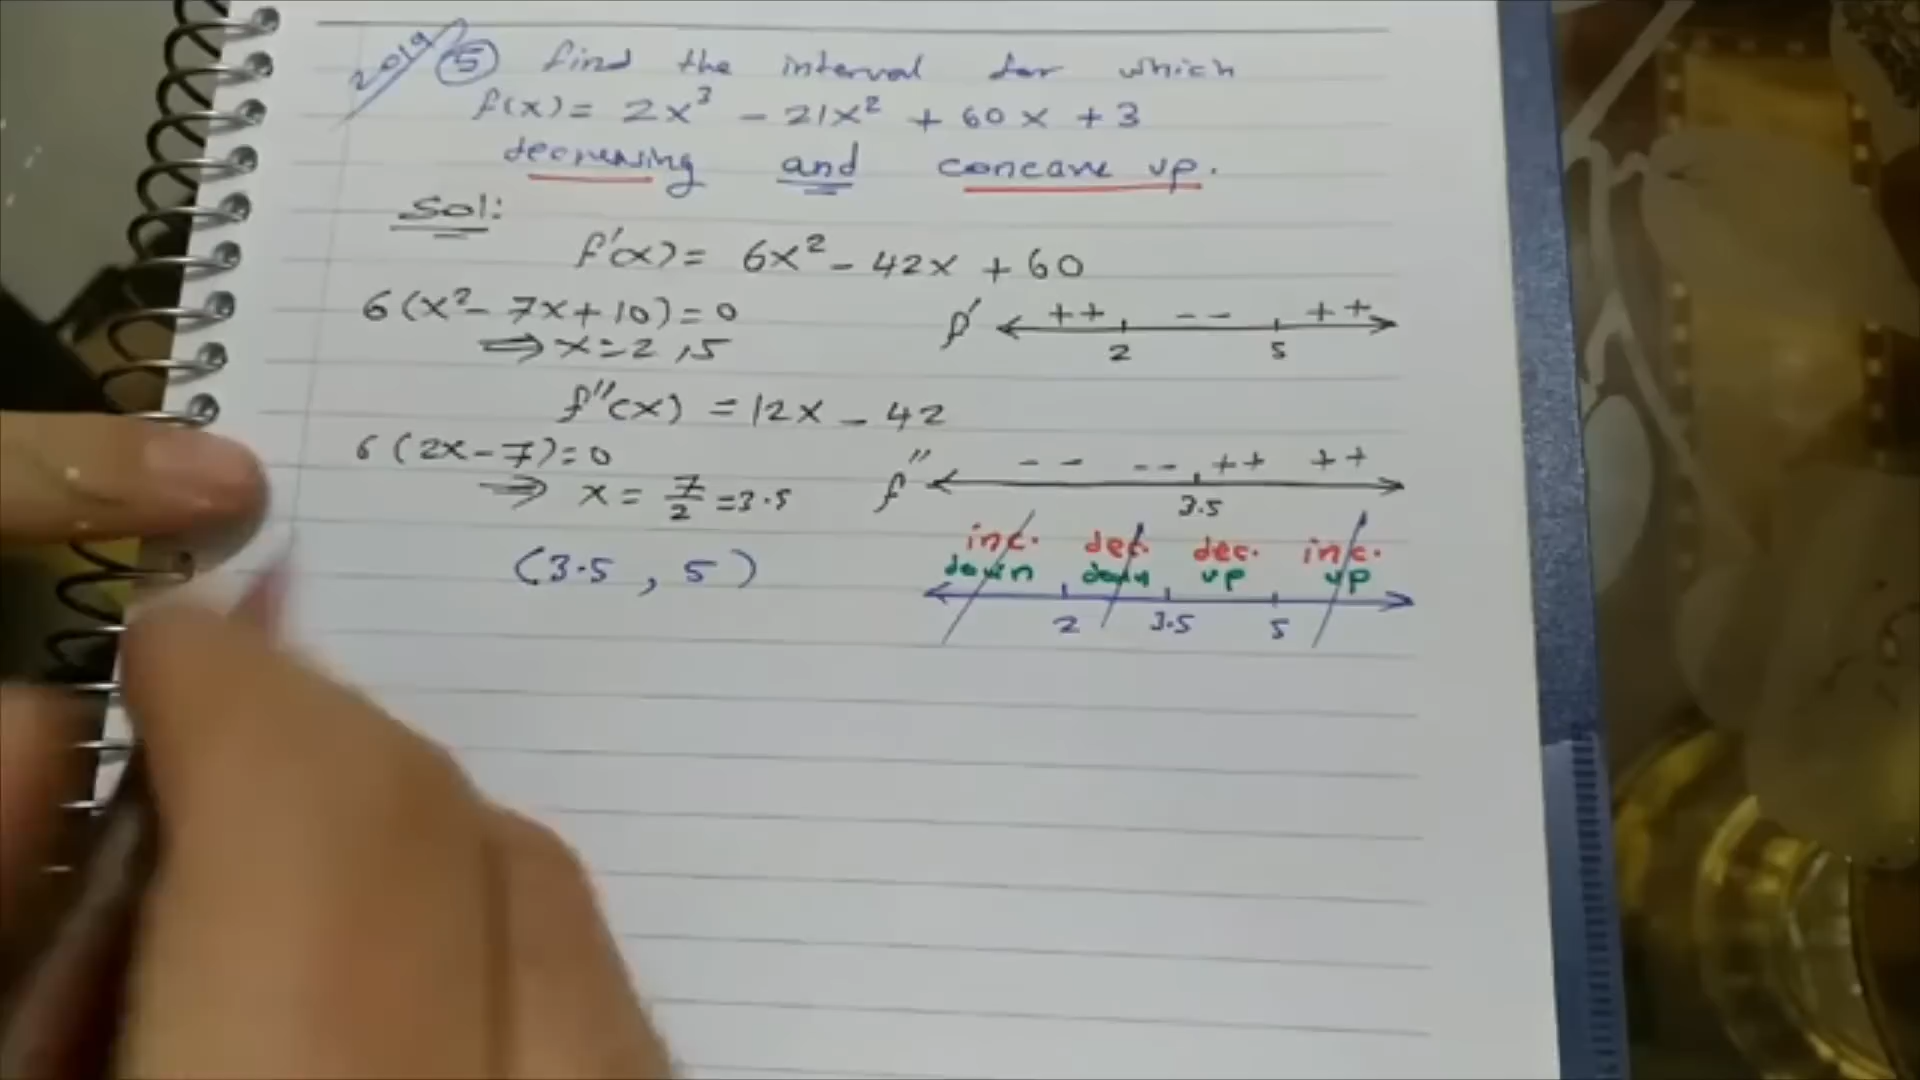 2019 ⑤ find the interval for which
f(x) = 2x³ - 21x² + 60x + 3
decreasing and concave up.
Sol:
f'(x) = 6x² - 42x + 60
6(x² - 7x + 10) = 0
⇒ x = 2 , 5
f' ++ -- ++
2 5
f''(x) = 12x - 42
6(2x - 7) = 0
⇒ x = 7/2 = 3.5
f'' -- -- ++ ++
3.5
(3.5 , 5)
inc. dec. dec. inc.
down down up up
2 3.5 5